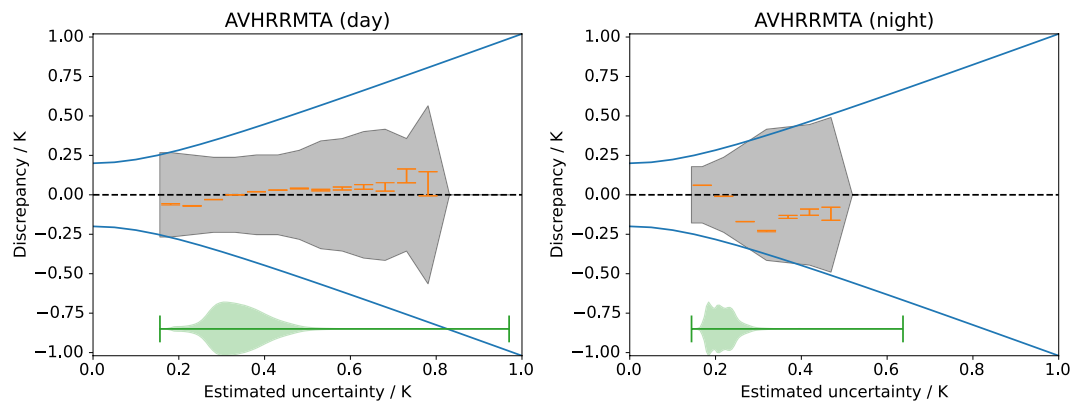 AVHRRMTA (day)
1.00
0.75
0.50
0.25
0.00
−0.25
−0.50
−0.75
−1.00
Discrepancy / K
0.0 0.2 0.4 0.6 0.8 1.0
Estimated uncertainty / K
AVHRRMTA (night)
1.00
0.75
0.50
0.25
0.00
−0.25
−0.50
−0.75
−1.00
Discrepancy / K
0.0 0.2 0.4 0.6 0.8 1.0
Estimated uncertainty / K